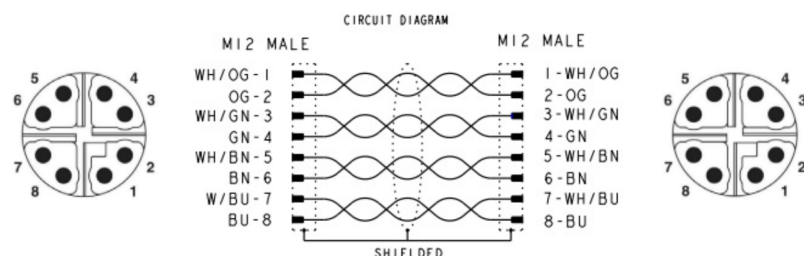 CIRCUIT DIAGRAM
M12 MALE
M12 MALE
5 4
6 3
7 2
8 1
WH/OG-1
OG-2
WH/GN-3
GN-4
WH/BN-5
BN-6
W/BU-7
BU-8
1-WH/OG
2-OG
3-WH/GN
4-GN
5-WH/BN
6-BN
7-WH/BU
8-BU
5 4
6 3
7 2
8 1
SHIELDED